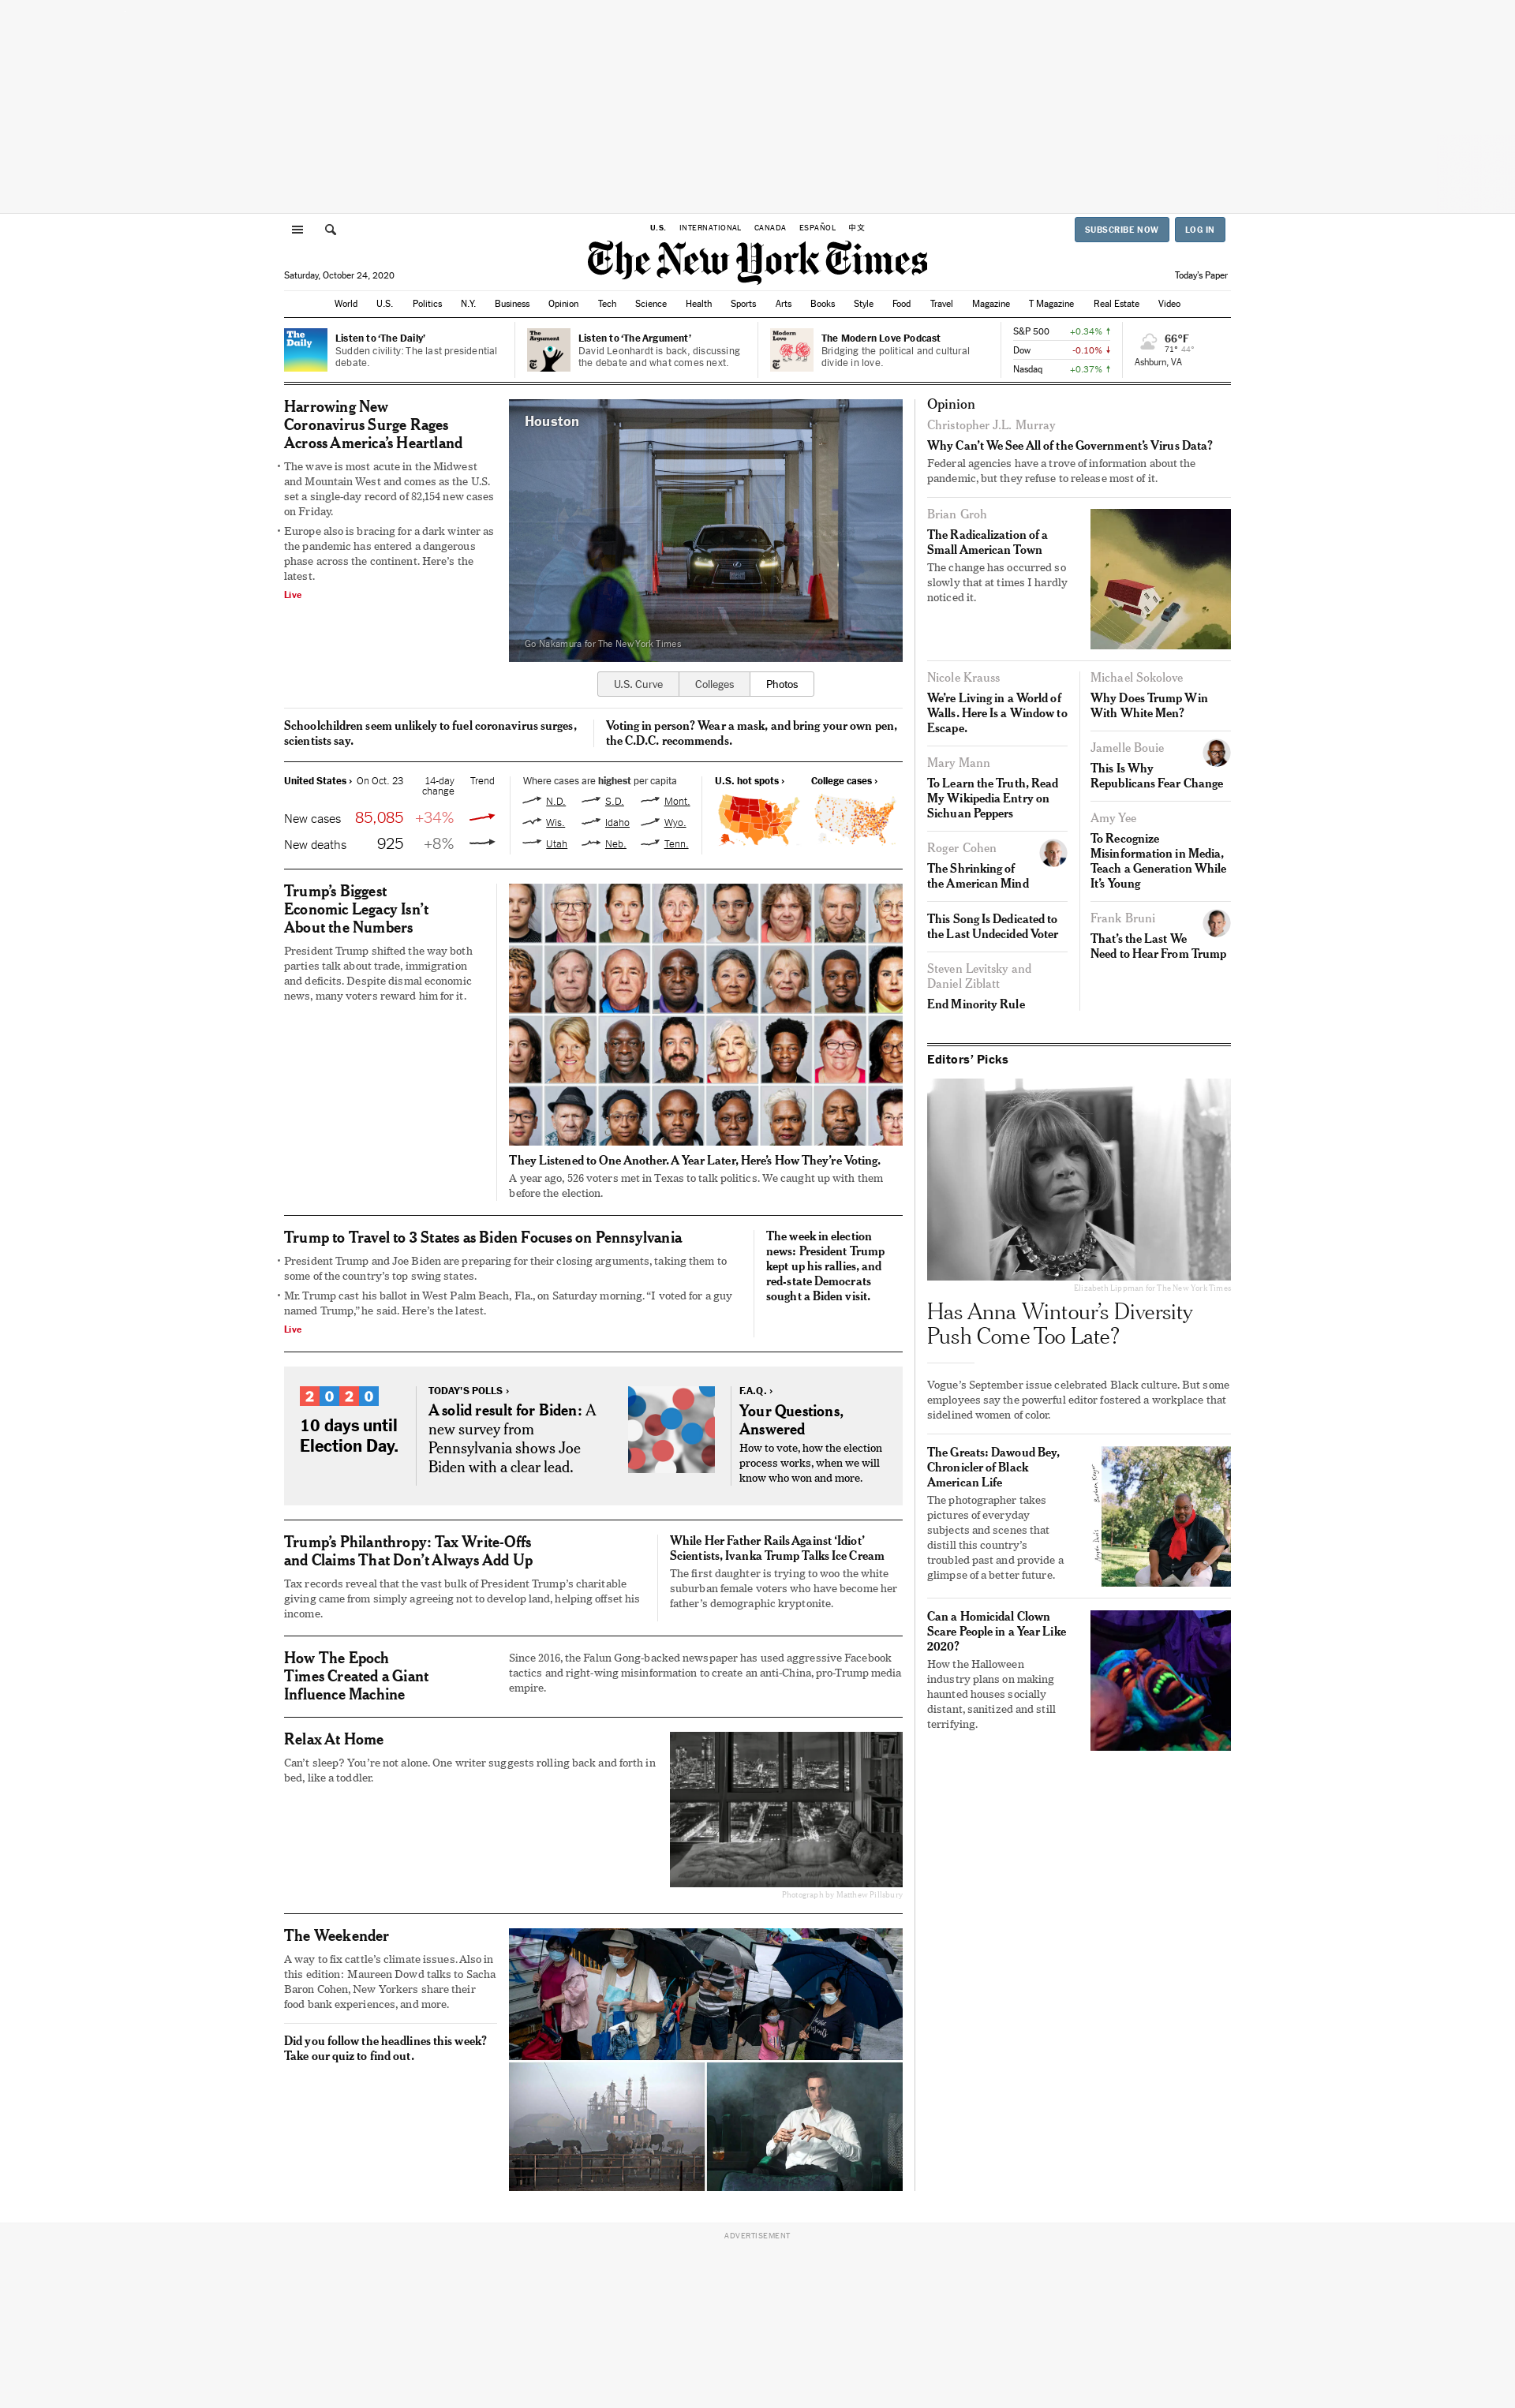 U.S. INTERNATIONAL CANADA ESPAÑOL 中文
SUBSCRIBE NOW LOG IN
The New York Times
Saturday, October 24, 2020
Today's Paper
World U.S. Politics N.Y. Business Opinion Tech Science Health Sports Arts Books Style Food Travel Magazine T Magazine Real Estate Video
The
Daily
Listen to ‘The Daily’
Sudden civility: The last presidential
debate.
The
Argument
Listen to ‘The Argument’
David Leonhardt is back, discussing
the debate and what comes next.
Modern
Love
The Modern Love Podcast
Bridging the political and cultural
divide in love.
S&P 500 +0.34% ↑
Dow -0.10% ↓
Nasdaq +0.37% ↑
66°F
71° 44°
Ashburn, VA
Harrowing New
Coronavirus Surge Rages
Across America’s Heartland
• The wave is most acute in the Midwest
and Mountain West and comes as the U.S.
set a single-day record of 82,154 new cases
on Friday.
• Europe also is bracing for a dark winter as
the pandemic has entered a dangerous
phase across the continent. Here’s the
latest.
Live
Houston
Go Nakamura for The New York Times
U.S. Curve Colleges Photos
Schoolchildren seem unlikely to fuel coronavirus surges,
scientists say.
Voting in person? Wear a mask, and bring your own pen,
the C.D.C. recommends.
United States › On Oct. 23 14-day
change Trend
New cases 85,085 +34%
New deaths 925 +8%
Where cases are highest per capita
N.D. S.D. Mont.
Wis. Idaho Wyo.
Utah Neb. Tenn.
U.S. hot spots ›
College cases ›
Trump’s Biggest
Economic Legacy Isn’t
About the Numbers
President Trump shifted the way both
parties talk about trade, immigration
and deficits. Despite dismal economic
news, many voters reward him for it.
They Listened to One Another. A Year Later, Here’s How They’re Voting.
A year ago, 526 voters met in Texas to talk politics. We caught up with them
before the election.
Trump to Travel to 3 States as Biden Focuses on Pennsylvania
• President Trump and Joe Biden are preparing for their closing arguments, taking them to
some of the country’s top swing states.
• Mr. Trump cast his ballot in West Palm Beach, Fla., on Saturday morning. “I voted for a guy
named Trump,” he said. Here’s the latest.
Live
The week in election
news: President Trump
kept up his rallies, and
red-state Democrats
sought a Biden visit.
2020
10 days until
Election Day.
TODAY’S POLLS ›
A solid result for Biden: A
new survey from
Pennsylvania shows Joe
Biden with a clear lead.
F.A.Q. ›
Your Questions,
Answered
How to vote, how the election
process works, when we will
know who won and more.
Trump’s Philanthropy: Tax Write-Offs
and Claims That Don’t Always Add Up
Tax records reveal that the vast bulk of President Trump’s charitable
giving came from simply agreeing not to develop land, helping offset his
income.
While Her Father Rails Against ‘Idiot’
Scientists, Ivanka Trump Talks Ice Cream
The first daughter is trying to woo the white
suburban female voters who have become her
father’s demographic kryptonite.
How The Epoch
Times Created a Giant
Influence Machine
Since 2016, the Falun Gong-backed newspaper has used aggressive Facebook
tactics and right-wing misinformation to create an anti-China, pro-Trump media
empire.
Relax At Home
Can’t sleep? You’re not alone. One writer suggests rolling back and forth in
bed, like a toddler.
Photograph by Matthew Pillsbury
The Weekender
A way to fix cattle’s climate issues. Also in
this edition: Maureen Dowd talks to Sacha
Baron Cohen, New Yorkers share their
food bank experiences, and more.
Did you follow the headlines this week?
Take our quiz to find out.
Opinion
Christopher J.L. Murray
Why Can’t We See All of the Government’s Virus Data?
Federal agencies have a trove of information about the
pandemic, but they refuse to release most of it.
Brian Groh
The Radicalization of a
Small American Town
The change has occurred so
slowly that at times I hardly
noticed it.
Nicole Krauss
We’re Living in a World of
Walls. Here Is a Window to
Escape.
Mary Mann
To Learn the Truth, Read
My Wikipedia Entry on
Sichuan Peppers
Roger Cohen
The Shrinking of
the American Mind
This Song Is Dedicated to
the Last Undecided Voter
Steven Levitsky and
Daniel Ziblatt
End Minority Rule
Michael Sokolove
Why Does Trump Win
With White Men?
Jamelle Bouie
This Is Why
Republicans Fear Change
Amy Yee
To Recognize
Misinformation in Media,
Teach a Generation While
It’s Young
Frank Bruni
That’s the Last We
Need to Hear From Trump
Editors’ Picks
Elizabeth Lippman for The New York Times
Has Anna Wintour’s Diversity
Push Come Too Late?
Vogue’s September issue celebrated Black culture. But some
employees say the powerful editor fostered a workplace that
sidelined women of color.
The Greats: Dawoud Bey,
Chronicler of Black
American Life
The photographer takes
pictures of everyday
subjects and scenes that
distill this country’s
troubled past and provide a
glimpse of a better future.
Can a Homicidal Clown
Scare People in a Year Like
2020?
How the Halloween
industry plans on making
haunted houses socially
distant, sanitized and still
terrifying.
ADVERTISEMENT